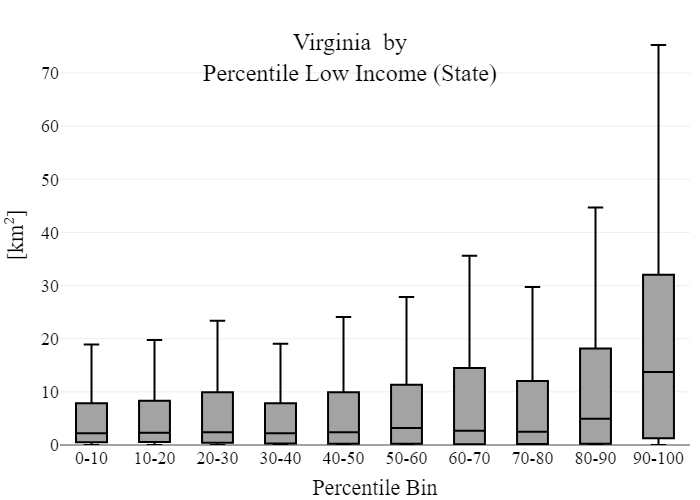 Virginia by
Percentile Low Income (State)
70
60
50
40
30
20
10
0
[km²]
0-10 10-20 20-30 30-40 40-50 50-60 60-70 70-80 80-90 90-100
Percentile Bin